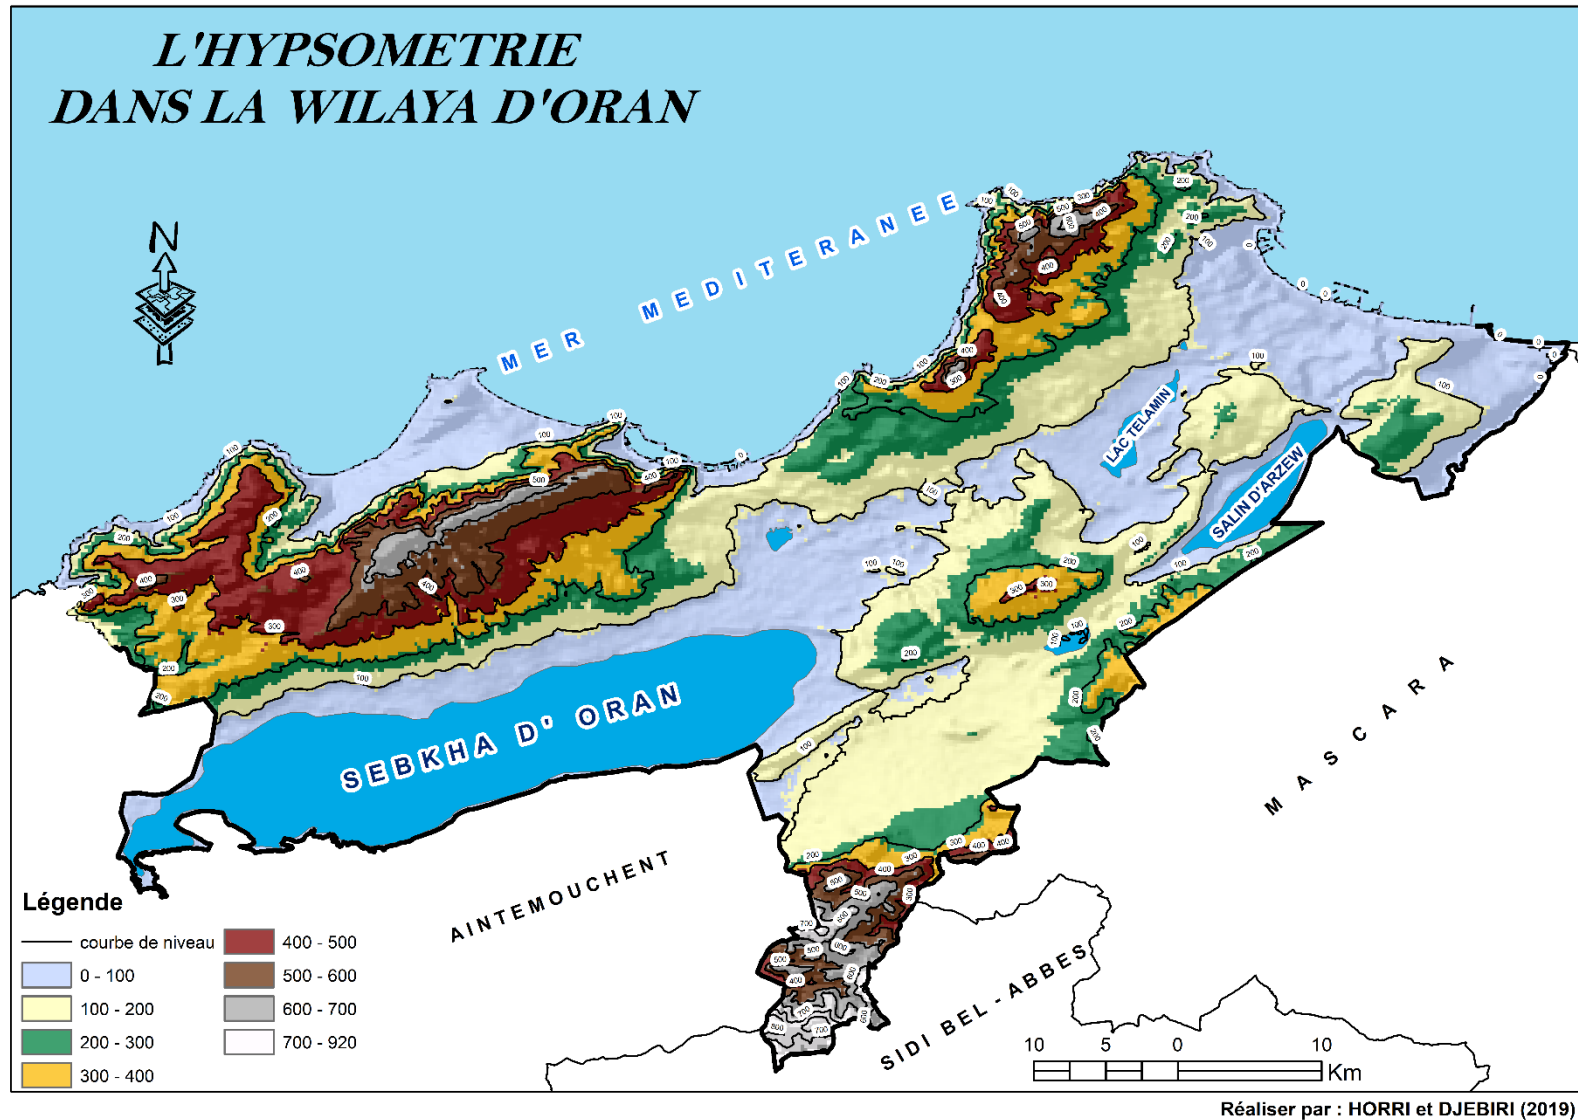 L'HYPSOMETRIE
DANS LA WILAYA D'ORAN
N
MER MEDITERANEE
LAC TELAMIN
SALIN D'ARZEW
SEBKHA D' ORAN
MASCARA
AINTEMOUCHENT
SIDI BEL-ABBES
Légende
courbe de niveau
0 - 100
100 - 200
200 - 300
300 - 400
400 - 500
500 - 600
600 - 700
700 - 920
10 5 0 10
Km
Réaliser par : HORRI et DJEBIRI (2019)